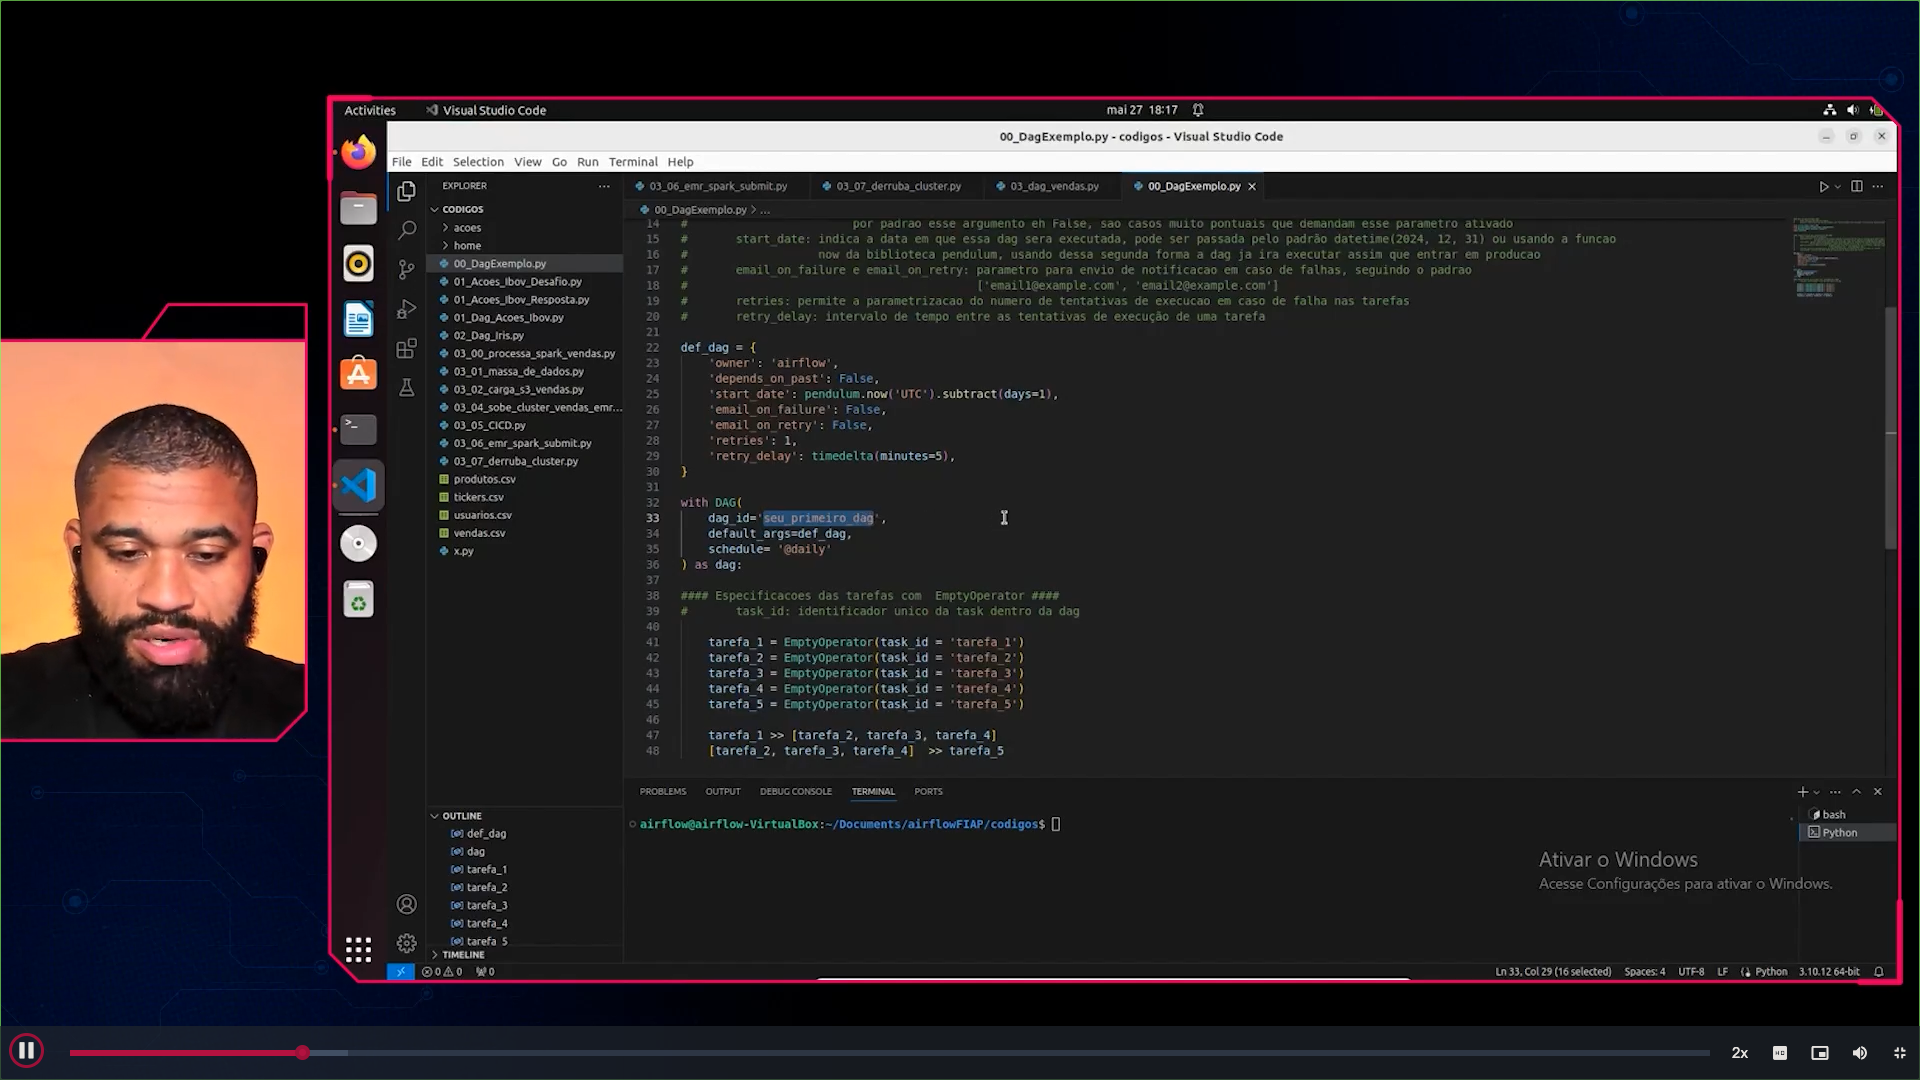 Activities
Visual Studio Code
mai 27 18:17
00_DagExemplo.py - codigos - Visual Studio Code
File Edit Selection View Go Run Terminal Help
EXPLORER
CODIGOS
acoes
home
00_DagExemplo.py
01_Acoes_Ibov_Desafio.py
01_Acoes_Ibov_Resposta.py
01_Dag_Acoes_Ibov.py
02_Dag_Iris.py
03_00_processa_spark_vendas.py
03_01_massa_de_dados.py
03_02_carga_s3_vendas.py
03_04_sobe_cluster_vendas_emr...
03_05_CICD.py
03_06_emr_spark_submit.py
03_07_derruba_cluster.py
produtos.csv
tickers.csv
usuarios.csv
vendas.csv
x.py
OUTLINE
def_dag
dag
tarefa_1
tarefa_2
tarefa_3
tarefa_4
tarefa_5
TIMELINE
03_06_emr_spark_submit.py 03_07_derruba_cluster.py 03_dag_vendas.py 00_DagExemplo.py
00_DagExemplo.py > ...
14 # por padrao esse argumento eh False, sao casos muito pontuais que demandam esse parametro ativado
15 # start_date: indica a data em que essa dag sera executada, pode ser passada pelo padrão datetime(2024, 12, 31) ou usando a funcao
16 # now da biblioteca pendulum, usando dessa segunda forma a dag ja ira executar assim que entrar em producao
17 # email_on_failure e email_on_retry: parametro para envio de notificacao em caso de falhas, seguindo o padrao
18 # ['email1@example.com', 'email2@example.com']
19 # retries: permite a parametrizacao do numero de tentativas de execucao em caso de falha nas tarefas
20 # retry_delay: intervalo de tempo entre as tentativas de execução de uma tarefa
21
22 def_dag = {
23 'owner': 'airflow',
24 'depends_on_past': False,
25 'start_date': pendulum.now('UTC').subtract(days=1),
26 'email_on_failure': False,
27 'email_on_retry': False,
28 'retries': 1,
29 'retry_delay': timedelta(minutes=5),
30 }
31
32 with DAG(
33 dag_id='seu_primeiro_dag',
34 default_args=def_dag,
35 schedule= '@daily'
36 ) as dag:
37
38 #### Especificacoes das tarefas com  EmptyOperator ####
39 # task_id: identificador unico da task dentro da dag
40
41 tarefa_1 = EmptyOperator(task_id = 'tarefa_1')
42 tarefa_2 = EmptyOperator(task_id = 'tarefa_2')
43 tarefa_3 = EmptyOperator(task_id = 'tarefa_3')
44 tarefa_4 = EmptyOperator(task_id = 'tarefa_4')
45 tarefa_5 = EmptyOperator(task_id = 'tarefa_5')
46
47 tarefa_1 >> [tarefa_2, tarefa_3, tarefa_4]
48 [tarefa_2, tarefa_3, tarefa_4]  >> tarefa_5
PROBLEMS OUTPUT DEBUG CONSOLE TERMINAL PORTS
airflow@airflow-VirtualBox:~/Documents/airflowFIAP/codigos$
bash
Python
Ativar o Windows
Acesse Configurações para ativar o Windows.
0 0 0
Ln 33, Col 29 (16 selected) Spaces: 4 UTF-8 LF Python 3.10.12 64-bit
2x
HD